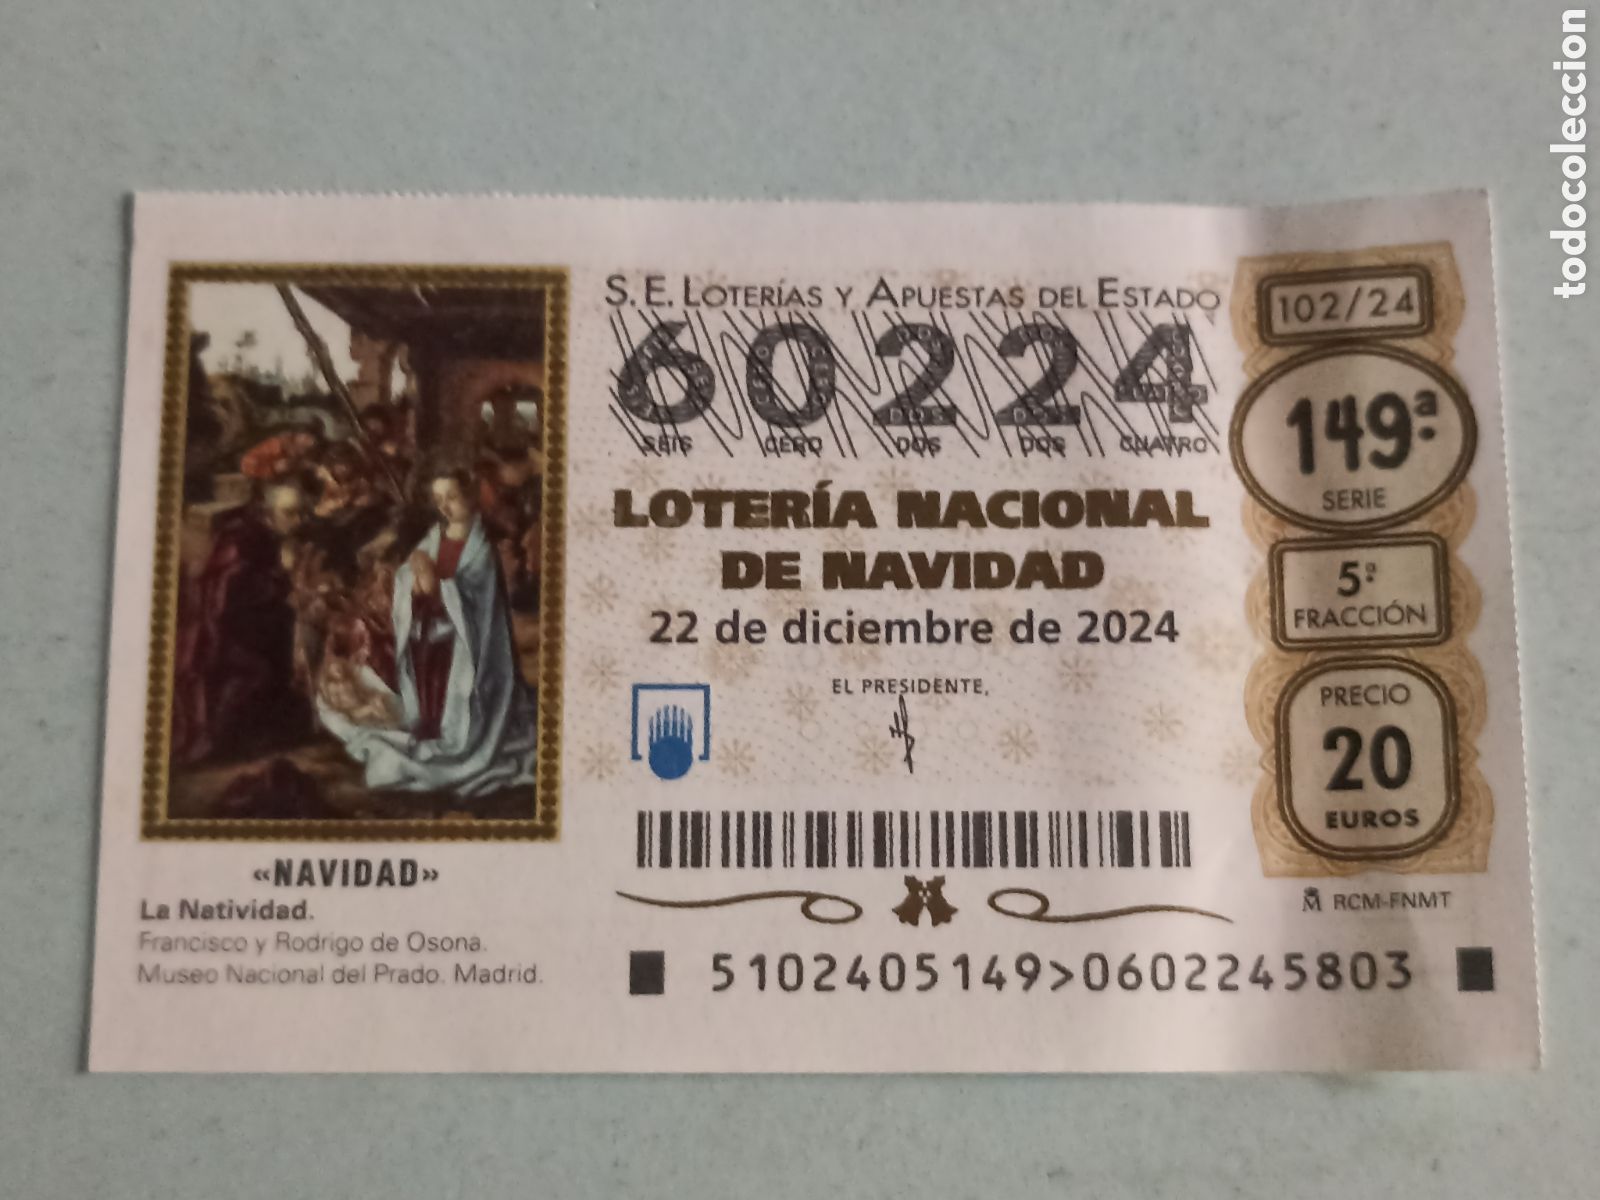 S. E. LOTERÍAS Y APUESTAS DEL ESTADO
60224
SEIS CERO DOS DOS CUATRO
LOTERÍA NACIONAL
DE NAVIDAD
22 de diciembre de 2024
EL PRESIDENTE,
102/24
149ª
SERIE
5ª
FRACCIÓN
PRECIO
20
EUROS
RCM-FNMT
«NAVIDAD»
La Natividad.
Francisco y Rodrigo de Osona.
Museo Nacional del Prado. Madrid.
5102405149>0602245803
todocoleccion